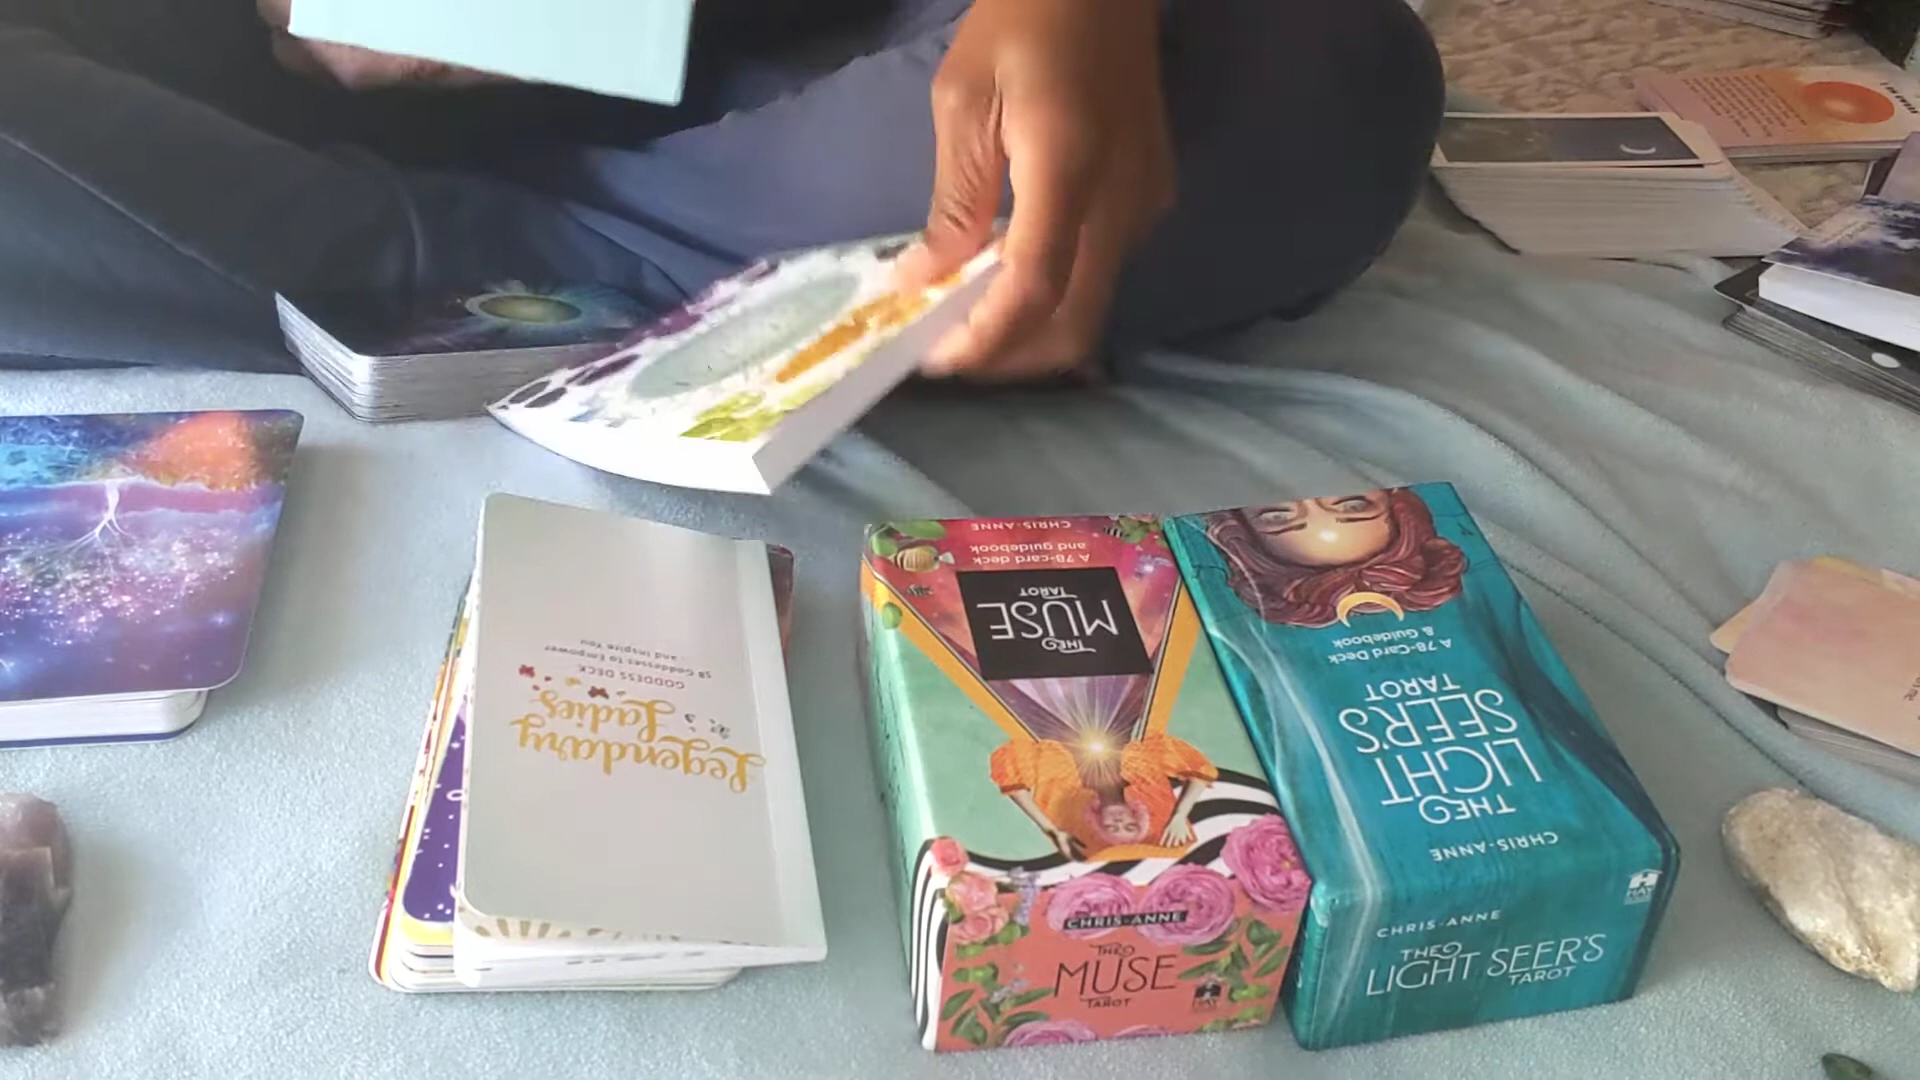 Legendary
Ladies
GODDESS DECK
58 Goddesses to Empower
and Inspire You
THE
MUSE
TAROT
A 78-card deck
and guidebook
CHRIS-ANNE
CHRIS-ANNE
THE
MUSE
TAROT
HAY
CHRIS-ANNE
THE
LIGHT
SEER'S
TAROT
A 78-Card Deck
& Guidebook
HAY
CHRIS-ANNE
THE
LIGHT SEER'S
TAROT